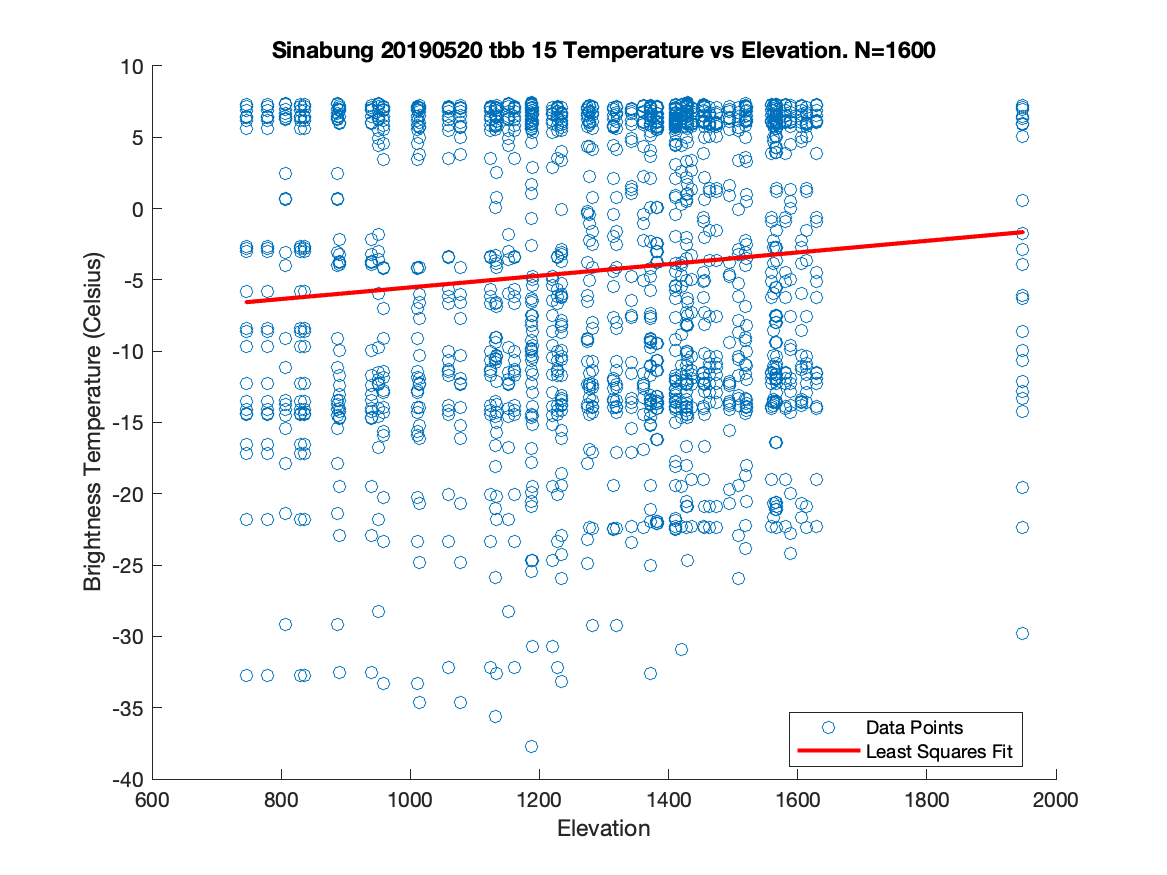 Sinabung 20190520 tbb 15 Temperature vs Elevation. N=1600
10
5
0
-5
-10
-15
-20
-25
-30
-35
-40
Brightness Temperature (Celsius)
600 800 1000 1200 1400 1600 1800 2000
Elevation
Data Points
Least Squares Fit